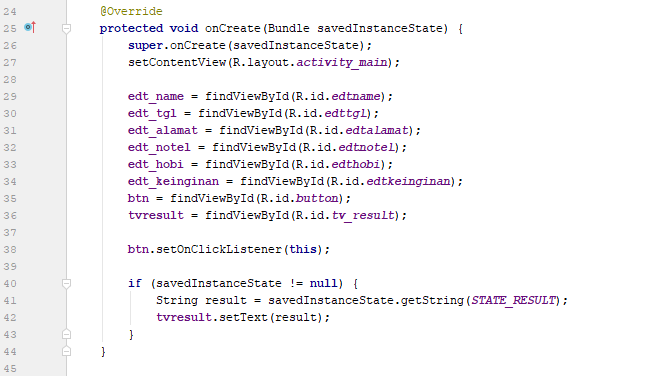 24 @Override
25 protected void onCreate(Bundle savedInstanceState) {
26 super.onCreate(savedInstanceState);
27 setContentView(R.layout.activity_main);
28
29 edt_name = findViewById(R.id.edtname);
30 edt_tgl = findViewById(R.id.edttgl);
31 edt_alamat = findViewById(R.id.edtalamat);
32 edt_notel = findViewById(R.id.edtnotel);
33 edt_hobi = findViewById(R.id.edthobi);
34 edt_keinginan = findViewById(R.id.edtkeinginan);
35 btn = findViewById(R.id.button);
36 tvresult = findViewById(R.id.tv_result);
37
38 btn.setOnClickListener(this);
39
40 if (savedInstanceState != null) {
41 String result = savedInstanceState.getString(STATE_RESULT);
42 tvresult.setText(result);
43 }
44 }
45